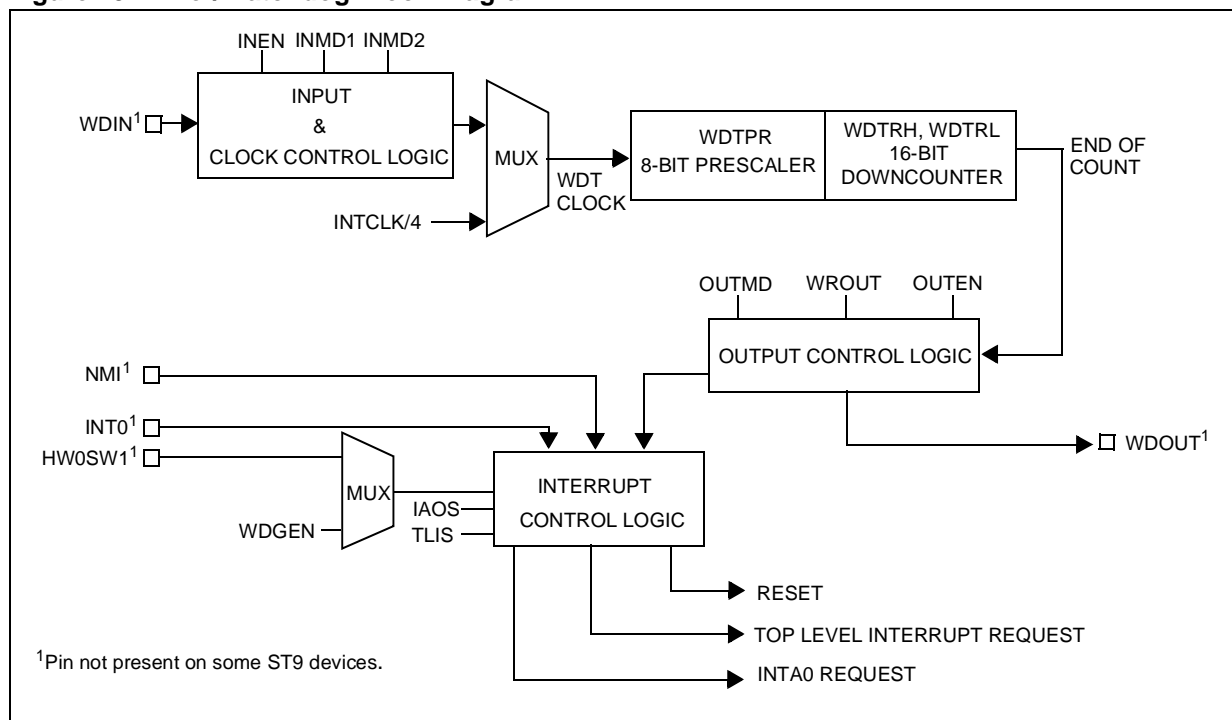 INEN INMD1 INMD2
INPUT
&
CLOCK CONTROL LOGIC
WDIN¹
MUX
WDT
CLOCK
INTCLK/4
WDTPR
8-BIT PRESCALER
WDTRH, WDTRL
16-BIT
DOWNCOUNTER
END OF
COUNT
OUTMD WROUT OUTEN
OUTPUT CONTROL LOGIC
NMI¹
INT0¹
HW0SW1¹
MUX
WDGEN
IAOS
TLIS
INTERRUPT
CONTROL LOGIC
WDOUT¹
RESET
TOP LEVEL INTERRUPT REQUEST
INTA0 REQUEST
¹Pin not present on some ST9 devices.